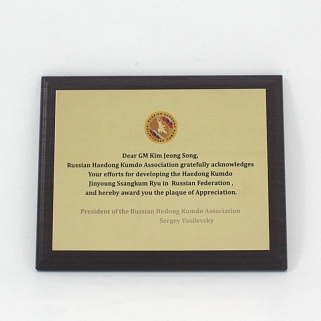 Dear GM Kim Jeong Song,
Russian Haedong Kumdo Association gratefully acknowledges
Your efforts for developing the Haedong Kumdo
Jinyoung Ssangkum Ryu in Russian Federation ,
and hereby award you the plaque of Appreciation.
President of the Russian Hedong Kumdo Association
Sergey Vasilevsky